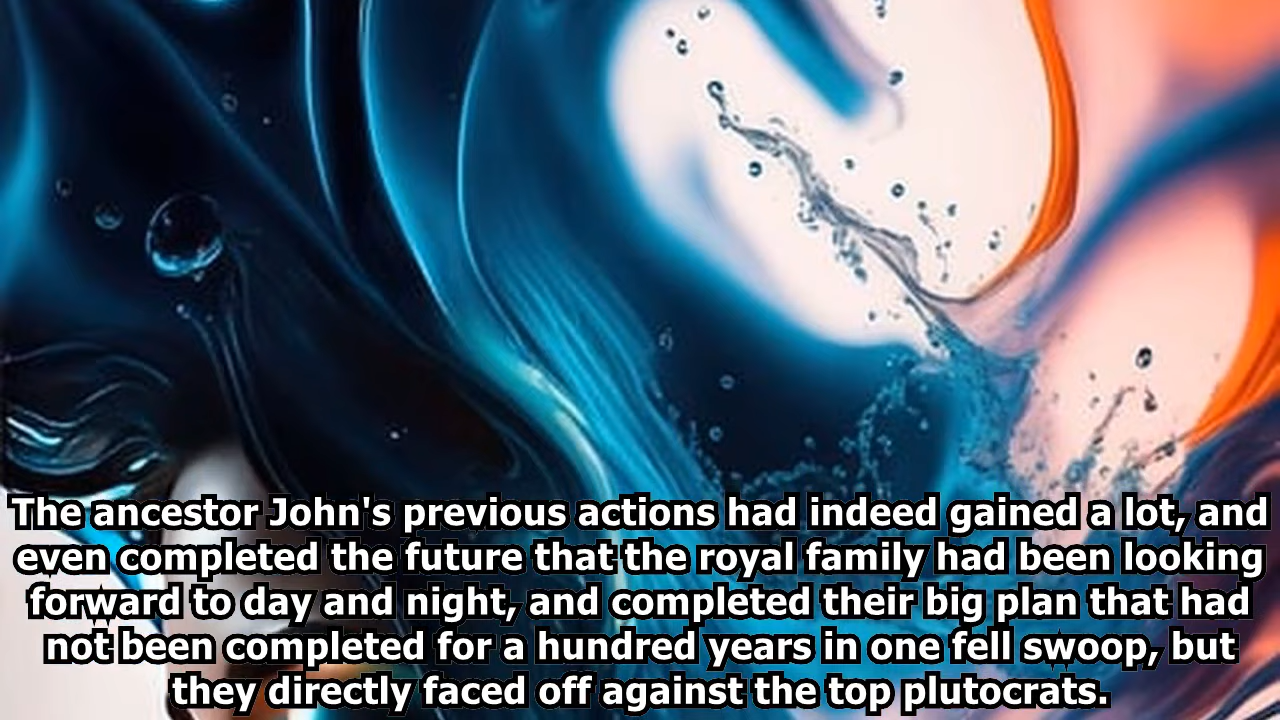 The ancestor John's previous actions had indeed gained a lot, and
even completed the future that the royal family had been looking
forward to day and night, and completed their big plan that had
not been completed for a hundred years in one fell swoop, but
they directly faced off against the top plutocrats.